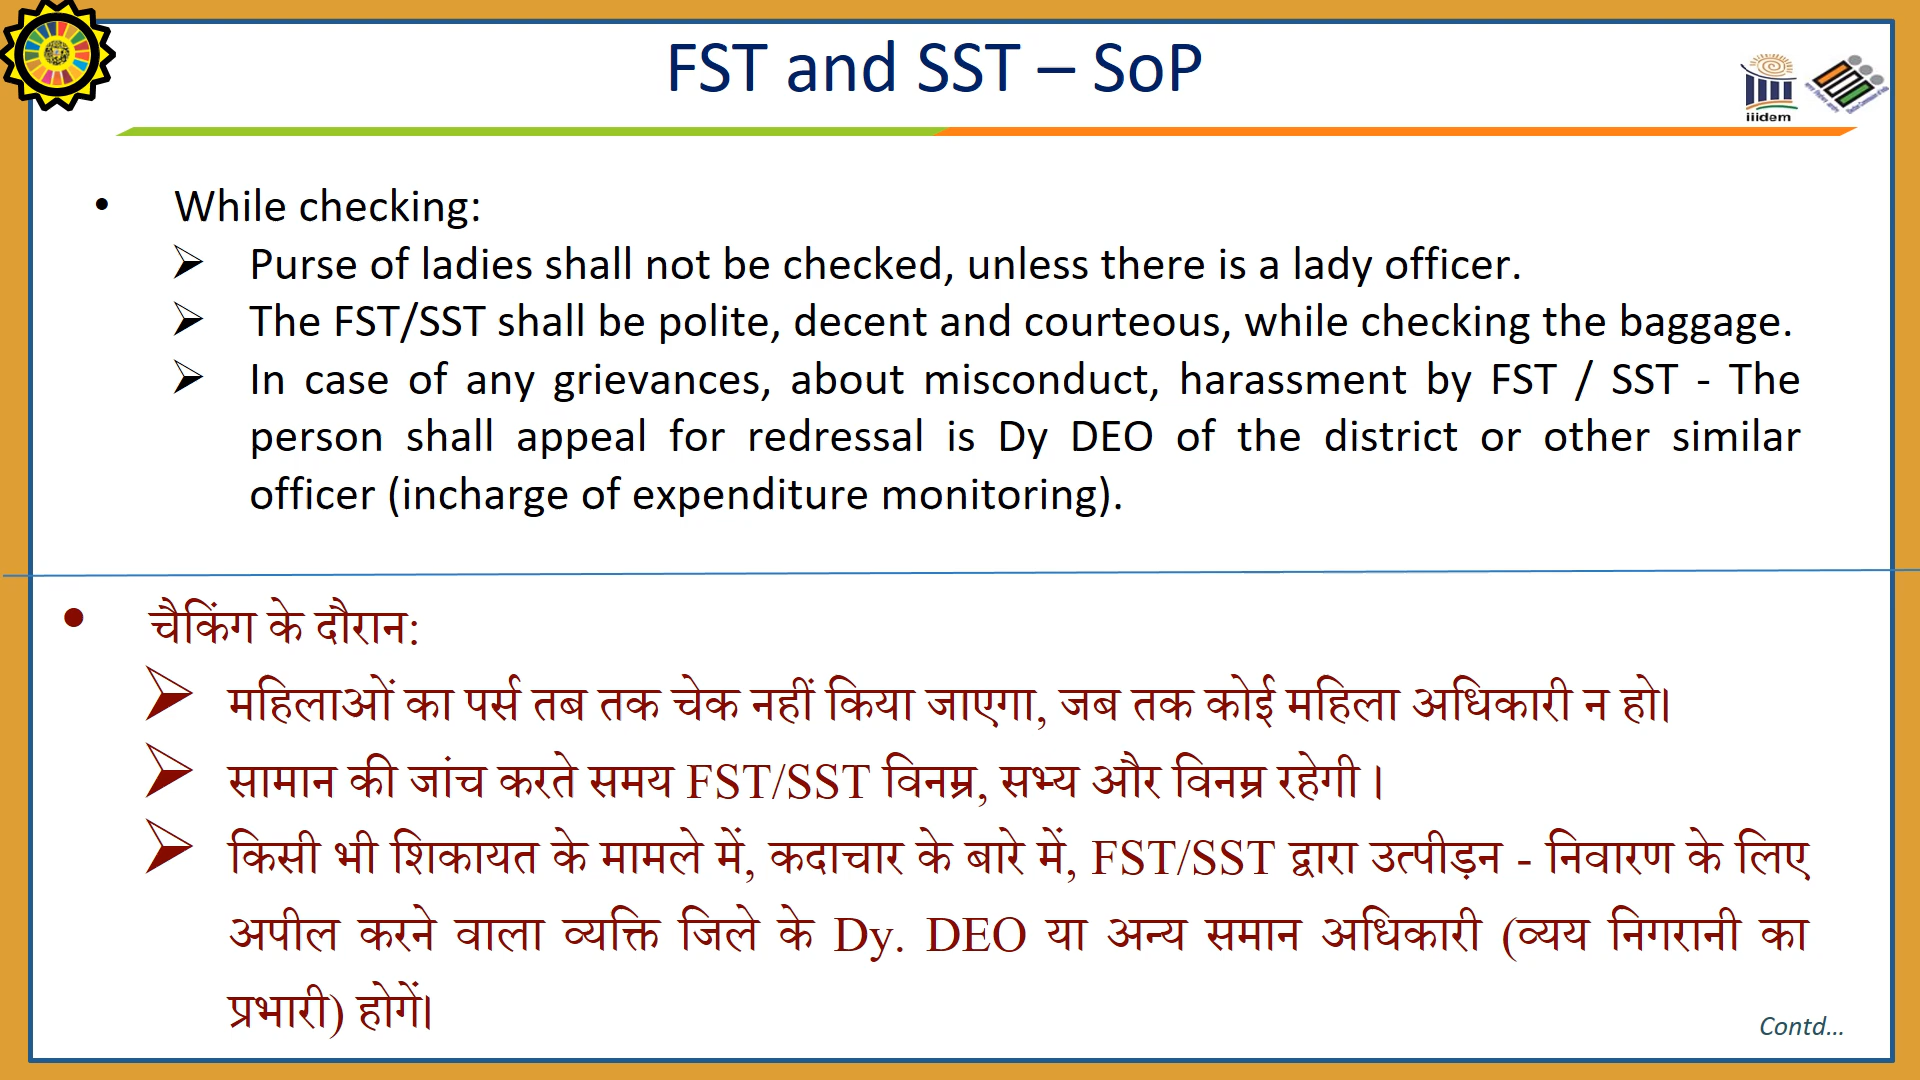 FST and SST – SoP
iiidem
• While checking:
➢ Purse of ladies shall not be checked, unless there is a lady officer.
➢ The FST/SST shall be polite, decent and courteous, while checking the baggage.
➢ In case of any grievances, about misconduct, harassment by FST / SST - The
person shall appeal for redressal is Dy DEO of the district or other similar
officer (incharge of expenditure monitoring).
• चैकिंग के दौरान:
➢ महिलाओं का पर्स तब तक चेक नहीं किया जाएगा, जब तक कोई महिला अधिकारी न हो।
➢ सामान की जांच करते समय FST/SST विनम्र, सभ्य और विनम्र रहेगी ।
➢ किसी भी शिकायत के मामले में, कदाचार के बारे में, FST/SST द्वारा उत्पीड़न - निवारण के लिए
अपील करने वाला व्यक्ति जिले के Dy. DEO या अन्य समान अधिकारी (व्यय निगरानी का
प्रभारी) होगें।
Contd...